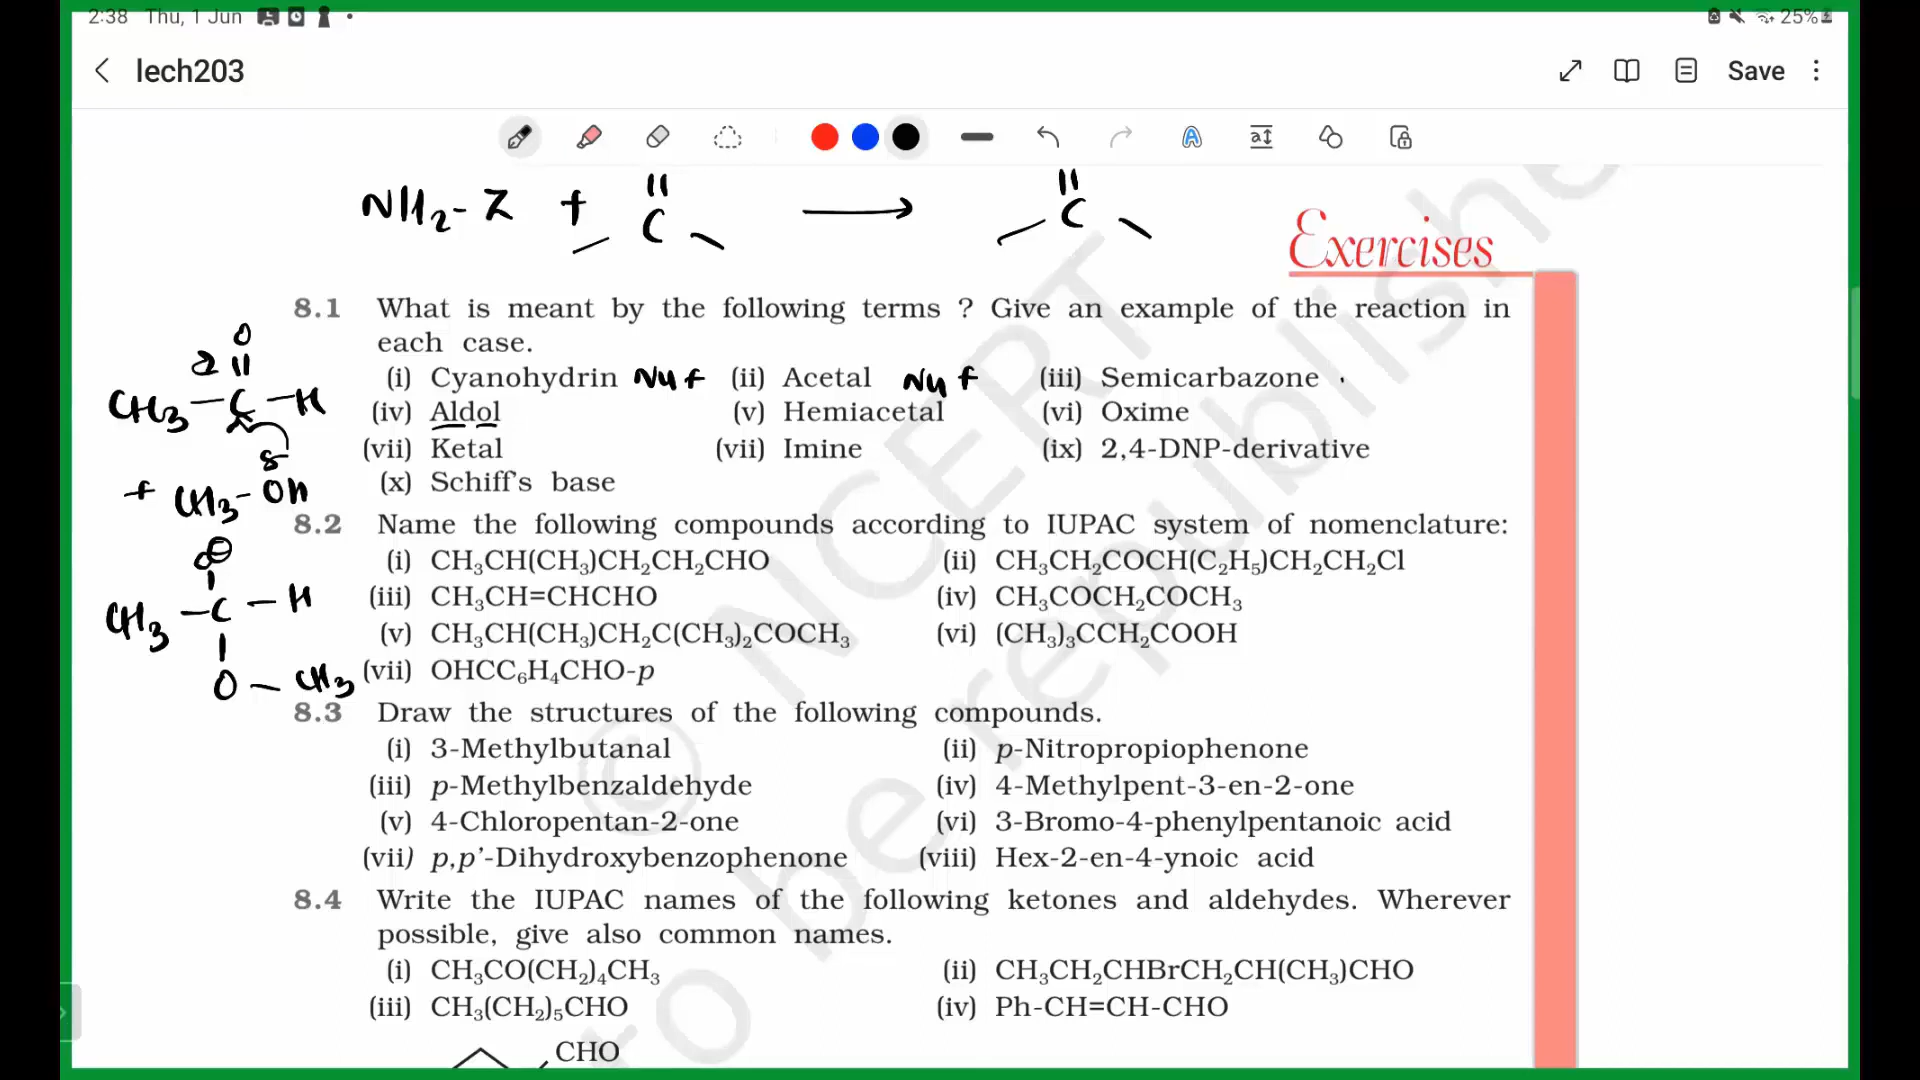 2:38 Thu, 1 Jun
25%
lech203
Save
NH2-Z + C → C
Exercises
8.1 What is meant by the following terms ? Give an example of the reaction in
each case.
(i) Cyanohydrin (ii) Acetal (iii) Semicarbazone
(iv) Aldol (v) Hemiacetal (vi) Oxime
(vii) Ketal (vii) Imine (ix) 2,4-DNP-derivative
(x) Schiff's base
O
CH3 — C — H
+ CH3 - OH
8.2 Name the following compounds according to IUPAC system of nomenclature:
(i) CH₃CH(CH₃)CH₂CH₂CHO (ii) CH₃CH₂COCH(C₂H₅)CH₂CH₂Cl
(iii) CH₃CH=CHCHO (iv) CH₃COCH₂COCH₃
(v) CH₃CH(CH₃)CH₂C(CH₃)₂COCH₃ (vi) (CH₃)₃CCH₂COOH
(vii) OHCC₆H₄CHO-p
CH3 — C — H
O — CH3
8.3 Draw the structures of the following compounds.
(i) 3-Methylbutanal (ii) p-Nitropropiophenone
(iii) p-Methylbenzaldehyde (iv) 4-Methylpent-3-en-2-one
(v) 4-Chloropentan-2-one (vi) 3-Bromo-4-phenylpentanoic acid
(vii) p,p'-Dihydroxybenzophenone (viii) Hex-2-en-4-ynoic acid
8.4 Write the IUPAC names of the following ketones and aldehydes. Wherever
possible, give also common names.
(i) CH₃CO(CH₂)₄CH₃ (ii) CH₃CH₂CHBrCH₂CH(CH₃)CHO
(iii) CH₃(CH₂)₅CHO (iv) Ph-CH=CH-CHO
CHO
© NCERT
to be republishe